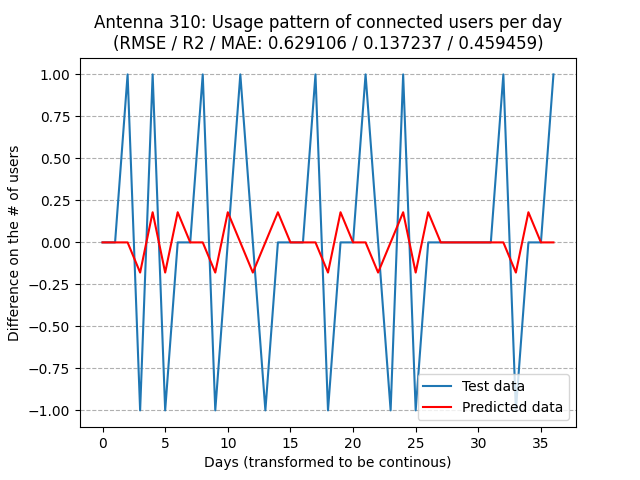 Antenna 310: Usage pattern of connected users per day
(RMSE / R2 / MAE: 0.629106 / 0.137237 / 0.459459)
Difference on the # of users
1.00
0.75
0.50
0.25
0.00
−0.25
−0.50
−0.75
−1.00
Test data
Predicted data
0 5 10 15 20 25 30 35
Days (transformed to be continous)